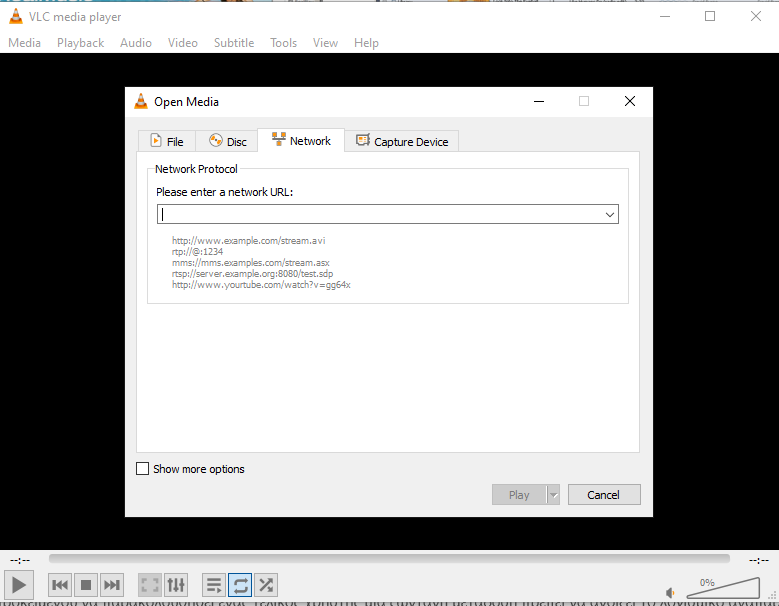 VLC media player
Media Playback Audio Video Subtitle Tools View Help
Open Media
File Disc Network Capture Device
Network Protocol
Please enter a network URL:
http://www.example.com/stream.avi
rtp://@:1234
mms://mms.examples.com/stream.asx
rtsp://server.example.org:8080/test.sdp
http://www.yourtube.com/watch?v=gg64x
Show more options
Play Cancel
--:-- --:--
0%